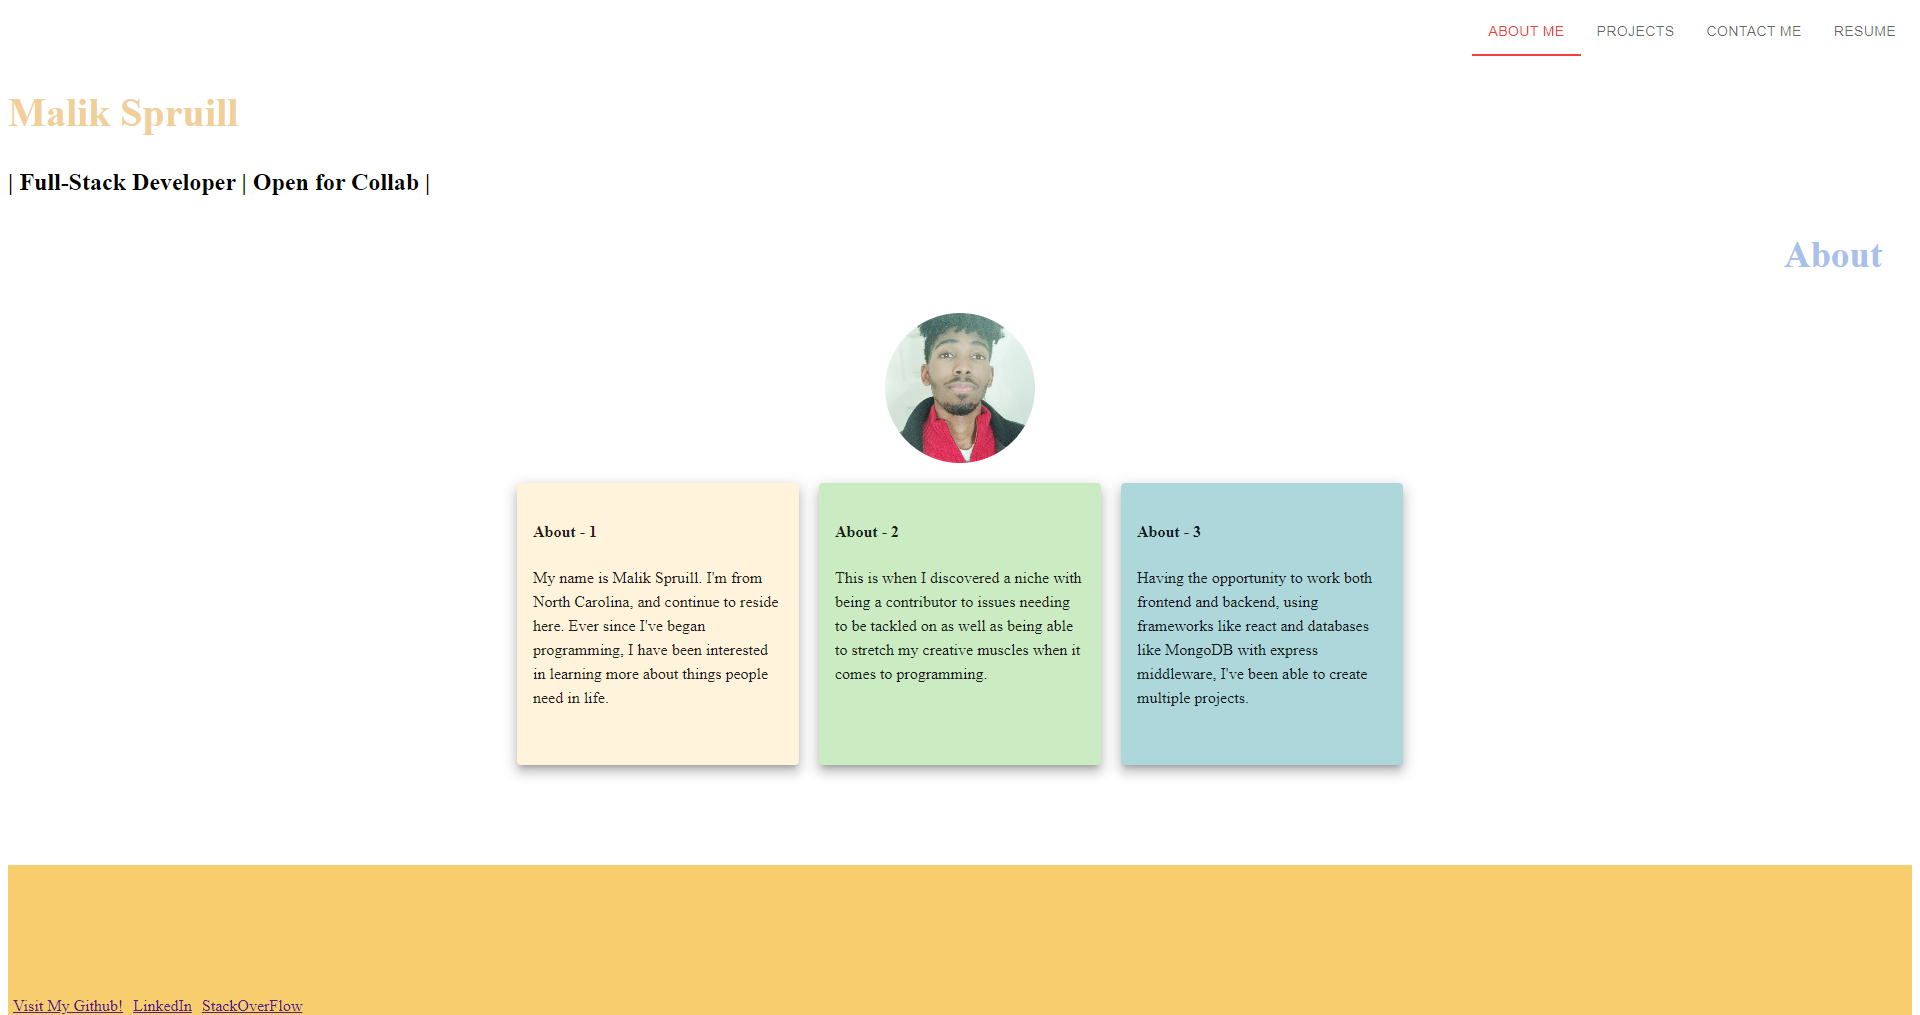 ABOUT ME PROJECTS CONTACT ME RESUME
Malik Spruill
| Full-Stack Developer | Open for Collab |
About
About - 1
My name is Malik Spruill. I'm from
North Carolina, and continue to reside
here. Ever since I've began
programming, I have been interested
in learning more about things people
need in life.
About - 2
This is when I discovered a niche with
being a contributor to issues needing
to be tackled on as well as being able
to stretch my creative muscles when it
comes to programming.
About - 3
Having the opportunity to work both
frontend and backend, using
frameworks like react and databases
like MongoDB with express
middleware, I've been able to create
multiple projects.
Visit My Github! LinkedIn StackOverFlow